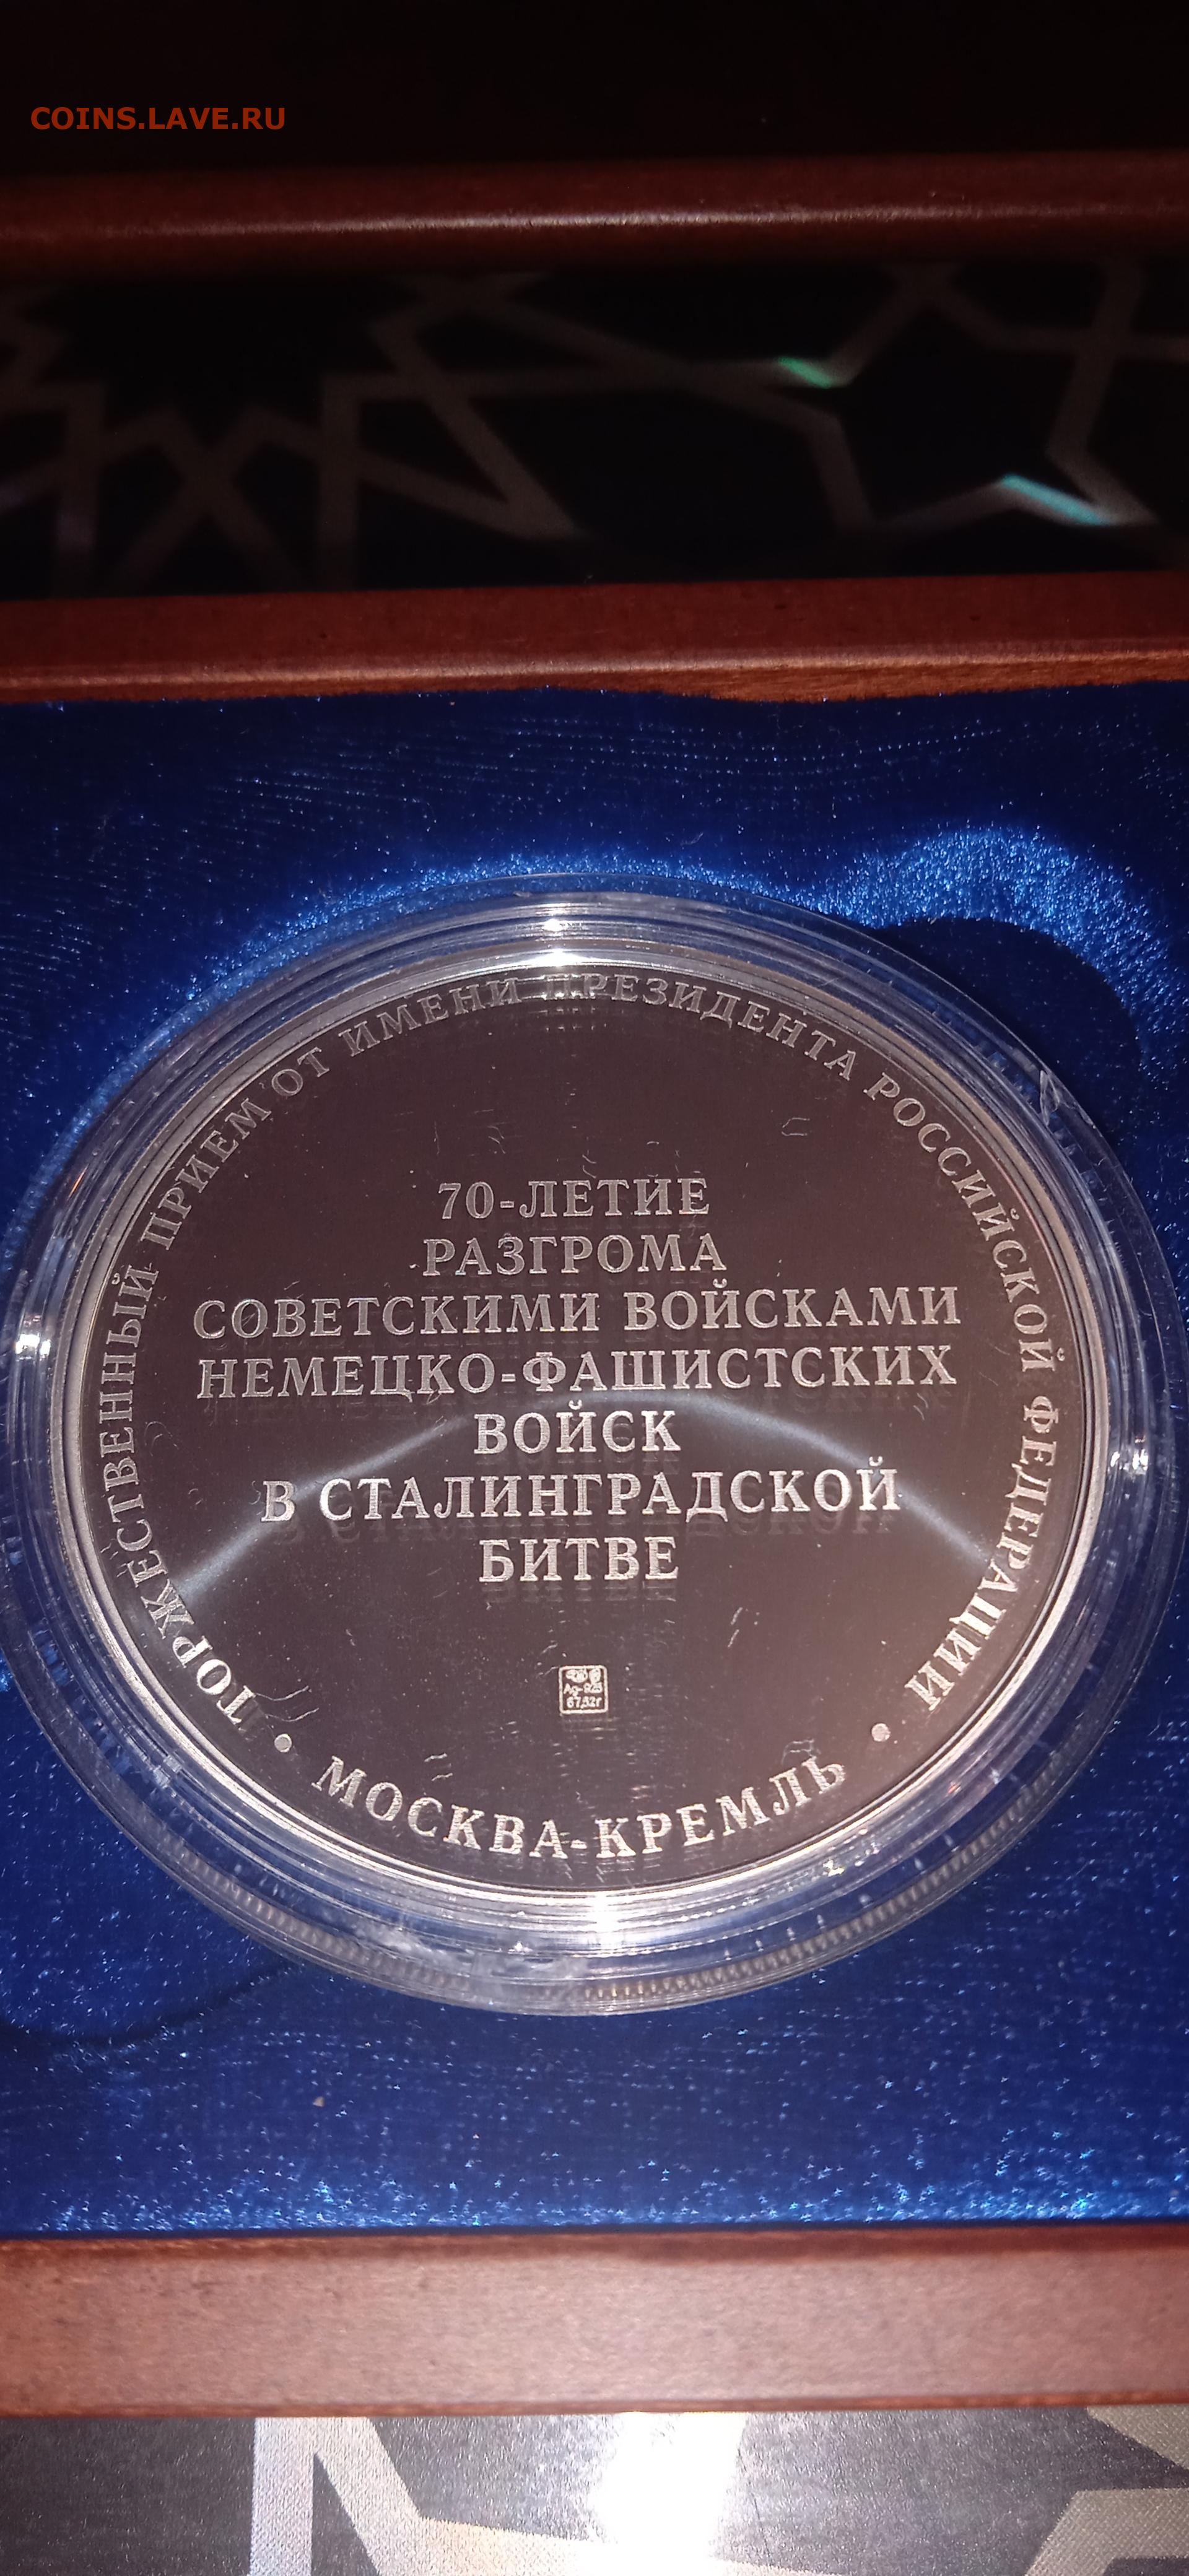 COINS.LAVE.RU
ТОРЖЕСТВЕННЫЙ ПРИЕМ ОТ ИМЕНИ ПРЕЗИДЕНТА РОССИЙСКОЙ ФЕДЕРАЦИИ
70-ЛЕТИЕ
РАЗГРОМА
СОВЕТСКИМИ ВОЙСКАМИ
НЕМЕЦКО-ФАШИСТСКИХ
ВОЙСК
В СТАЛИНГРАДСКОЙ
БИТВЕ
Ag-925
67,32г
• МОСКВА-КРЕМЛЬ •